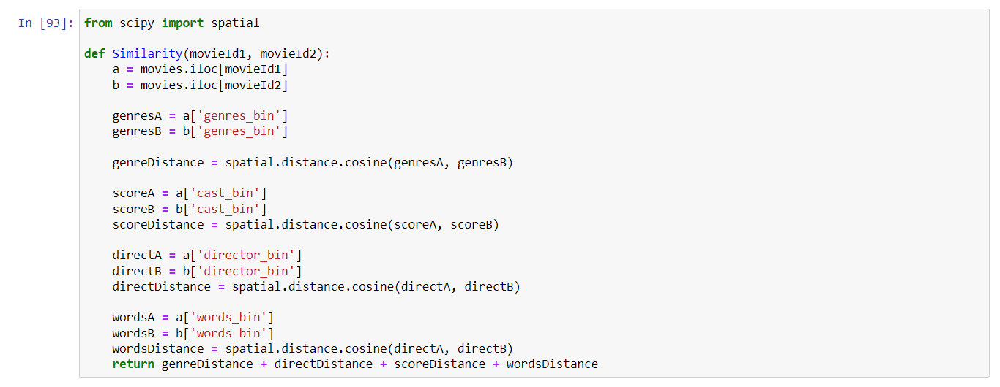 In [93]: from scipy import spatial
def Similarity(movieId1, movieId2):
    a = movies.iloc[movieId1]
    b = movies.iloc[movieId2]
    genresA = a['genres_bin']
    genresB = b['genres_bin']
    genreDistance = spatial.distance.cosine(genresA, genresB)
    scoreA = a['cast_bin']
    scoreB = b['cast_bin']
    scoreDistance = spatial.distance.cosine(scoreA, scoreB)
    directA = a['director_bin']
    directB = b['director_bin']
    directDistance = spatial.distance.cosine(directA, directB)
    wordsA = a['words_bin']
    wordsB = b['words_bin']
    wordsDistance = spatial.distance.cosine(directA, directB)
    return genreDistance + directDistance + scoreDistance + wordsDistance